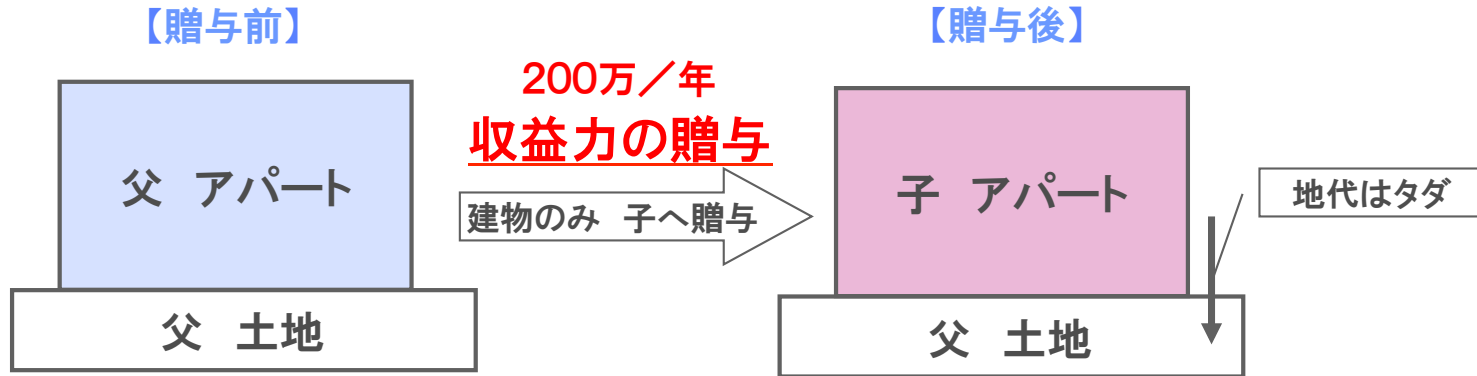 【贈与前】
父　アパート
父　土地
200万／年
収益力の贈与
建物のみ　子へ贈与
【贈与後】
子　アパート
父　土地
地代はタダ